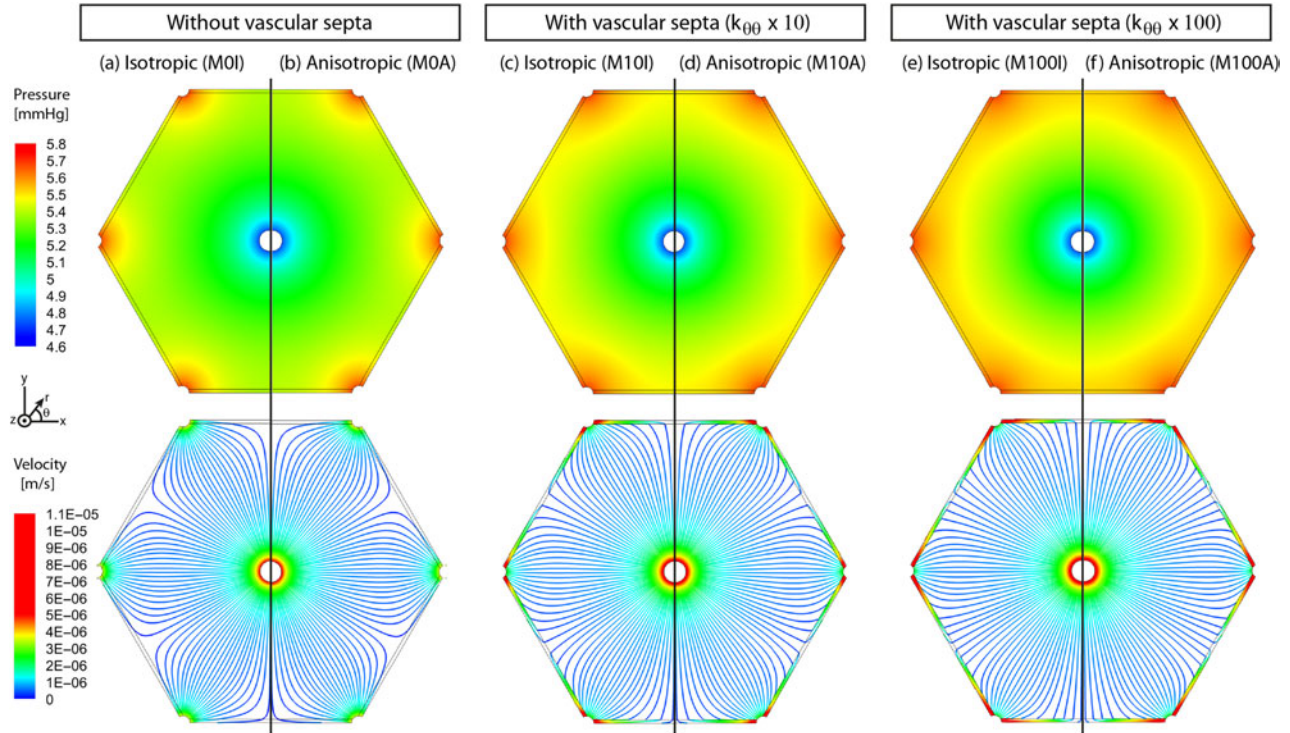 Without vascular septa
With vascular septa (kθθ x 10)
With vascular septa (kθθ x 100)
(a) Isotropic (M0I)
(b) Anisotropic (M0A)
(c) Isotropic (M10I)
(d) Anisotropic (M10A)
(e) Isotropic (M100I)
(f) Anisotropic (M100A)
Pressure
[mmHg]
5.8
5.7
5.6
5.5
5.4
5.3
5.2
5.1
5
4.9
4.8
4.7
4.6
y
r
θ
z
x
Velocity
[m/s]
1.1E-05
1E-05
9E-06
8E-06
7E-06
6E-06
5E-06
4E-06
3E-06
2E-06
1E-06
0